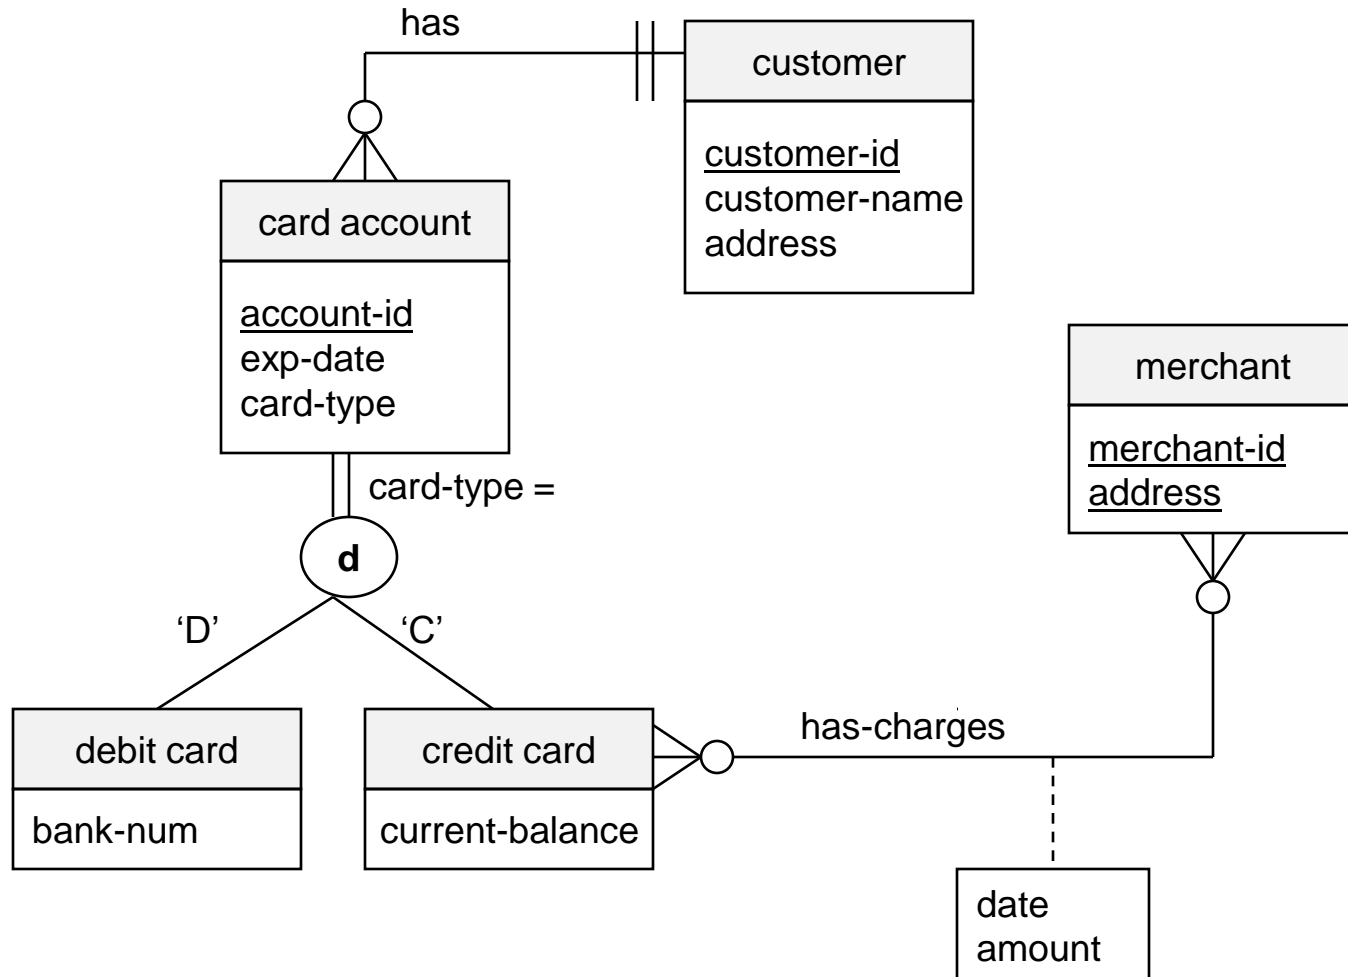 has
customer
customer-id
customer-name
address
card account
account-id
exp-date
card-type
merchant
merchant-id
address
card-type =
d
‘D’
‘C’
has-charges
debit card
credit card
bank-num
current-balance
date
amount